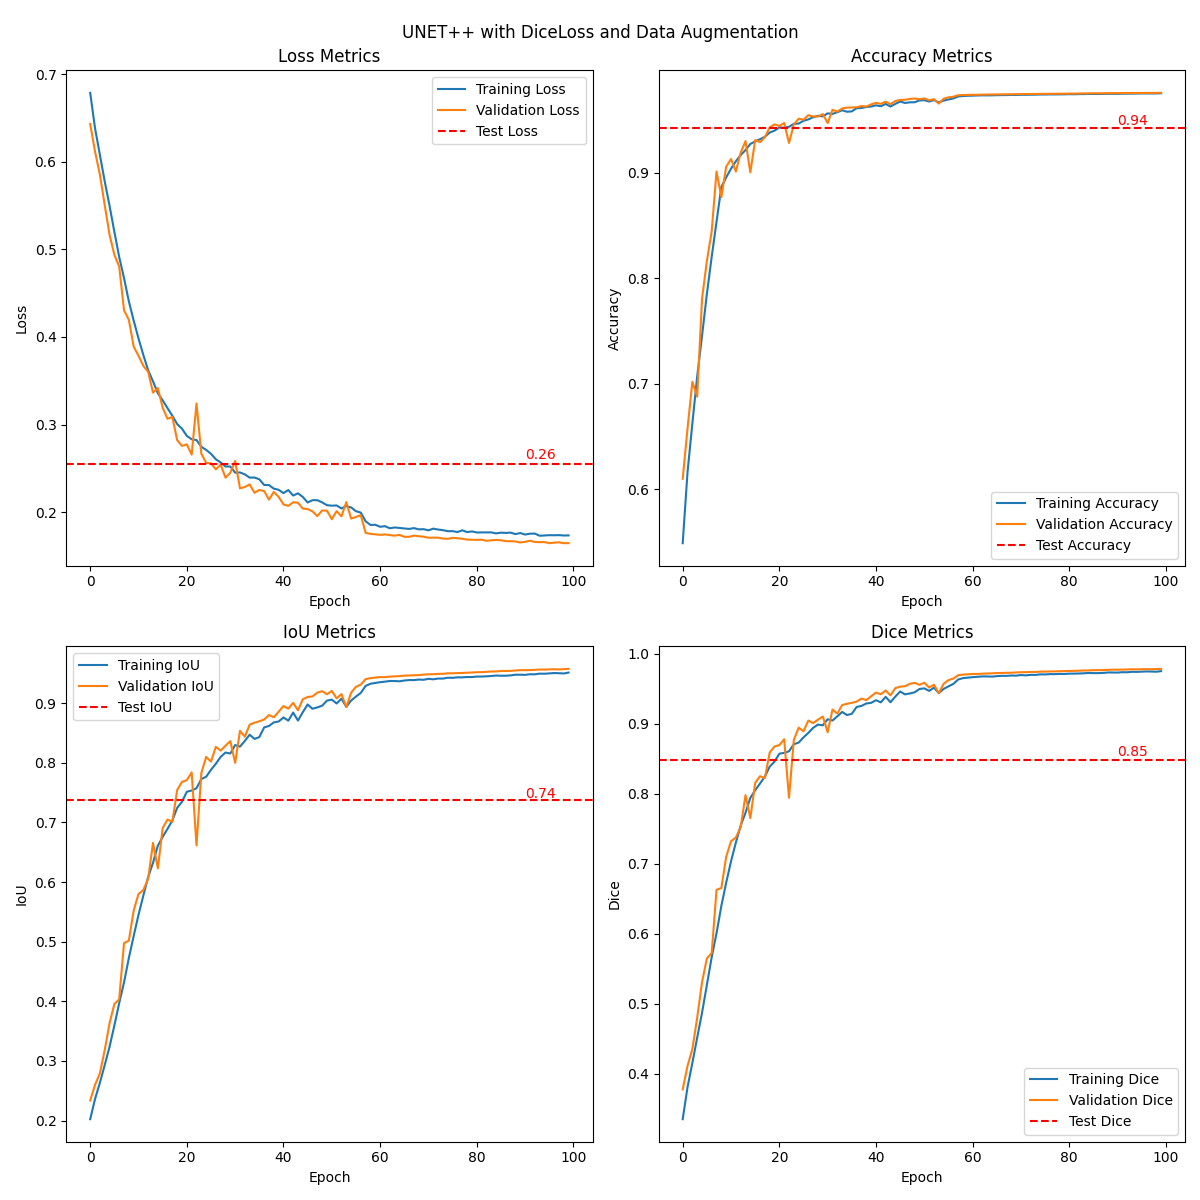 UNET++ with DiceLoss and Data Augmentation
Loss Metrics
0.7
0.6
0.5
0.4
0.3
0.2
Loss
0 20 40 60 80 100
Epoch
Training Loss
Validation Loss
Test Loss
0.26
Accuracy Metrics
0.9
0.8
0.7
0.6
Accuracy
0 20 40 60 80 100
Epoch
0.94
Training Accuracy
Validation Accuracy
Test Accuracy
IoU Metrics
0.9
0.8
0.7
0.6
0.5
0.4
0.3
0.2
IoU
0 20 40 60 80 100
Epoch
Training IoU
Validation IoU
Test IoU
0.74
Dice Metrics
1.0
0.9
0.8
0.7
0.6
0.5
0.4
Dice
0 20 40 60 80 100
Epoch
0.85
Training Dice
Validation Dice
Test Dice